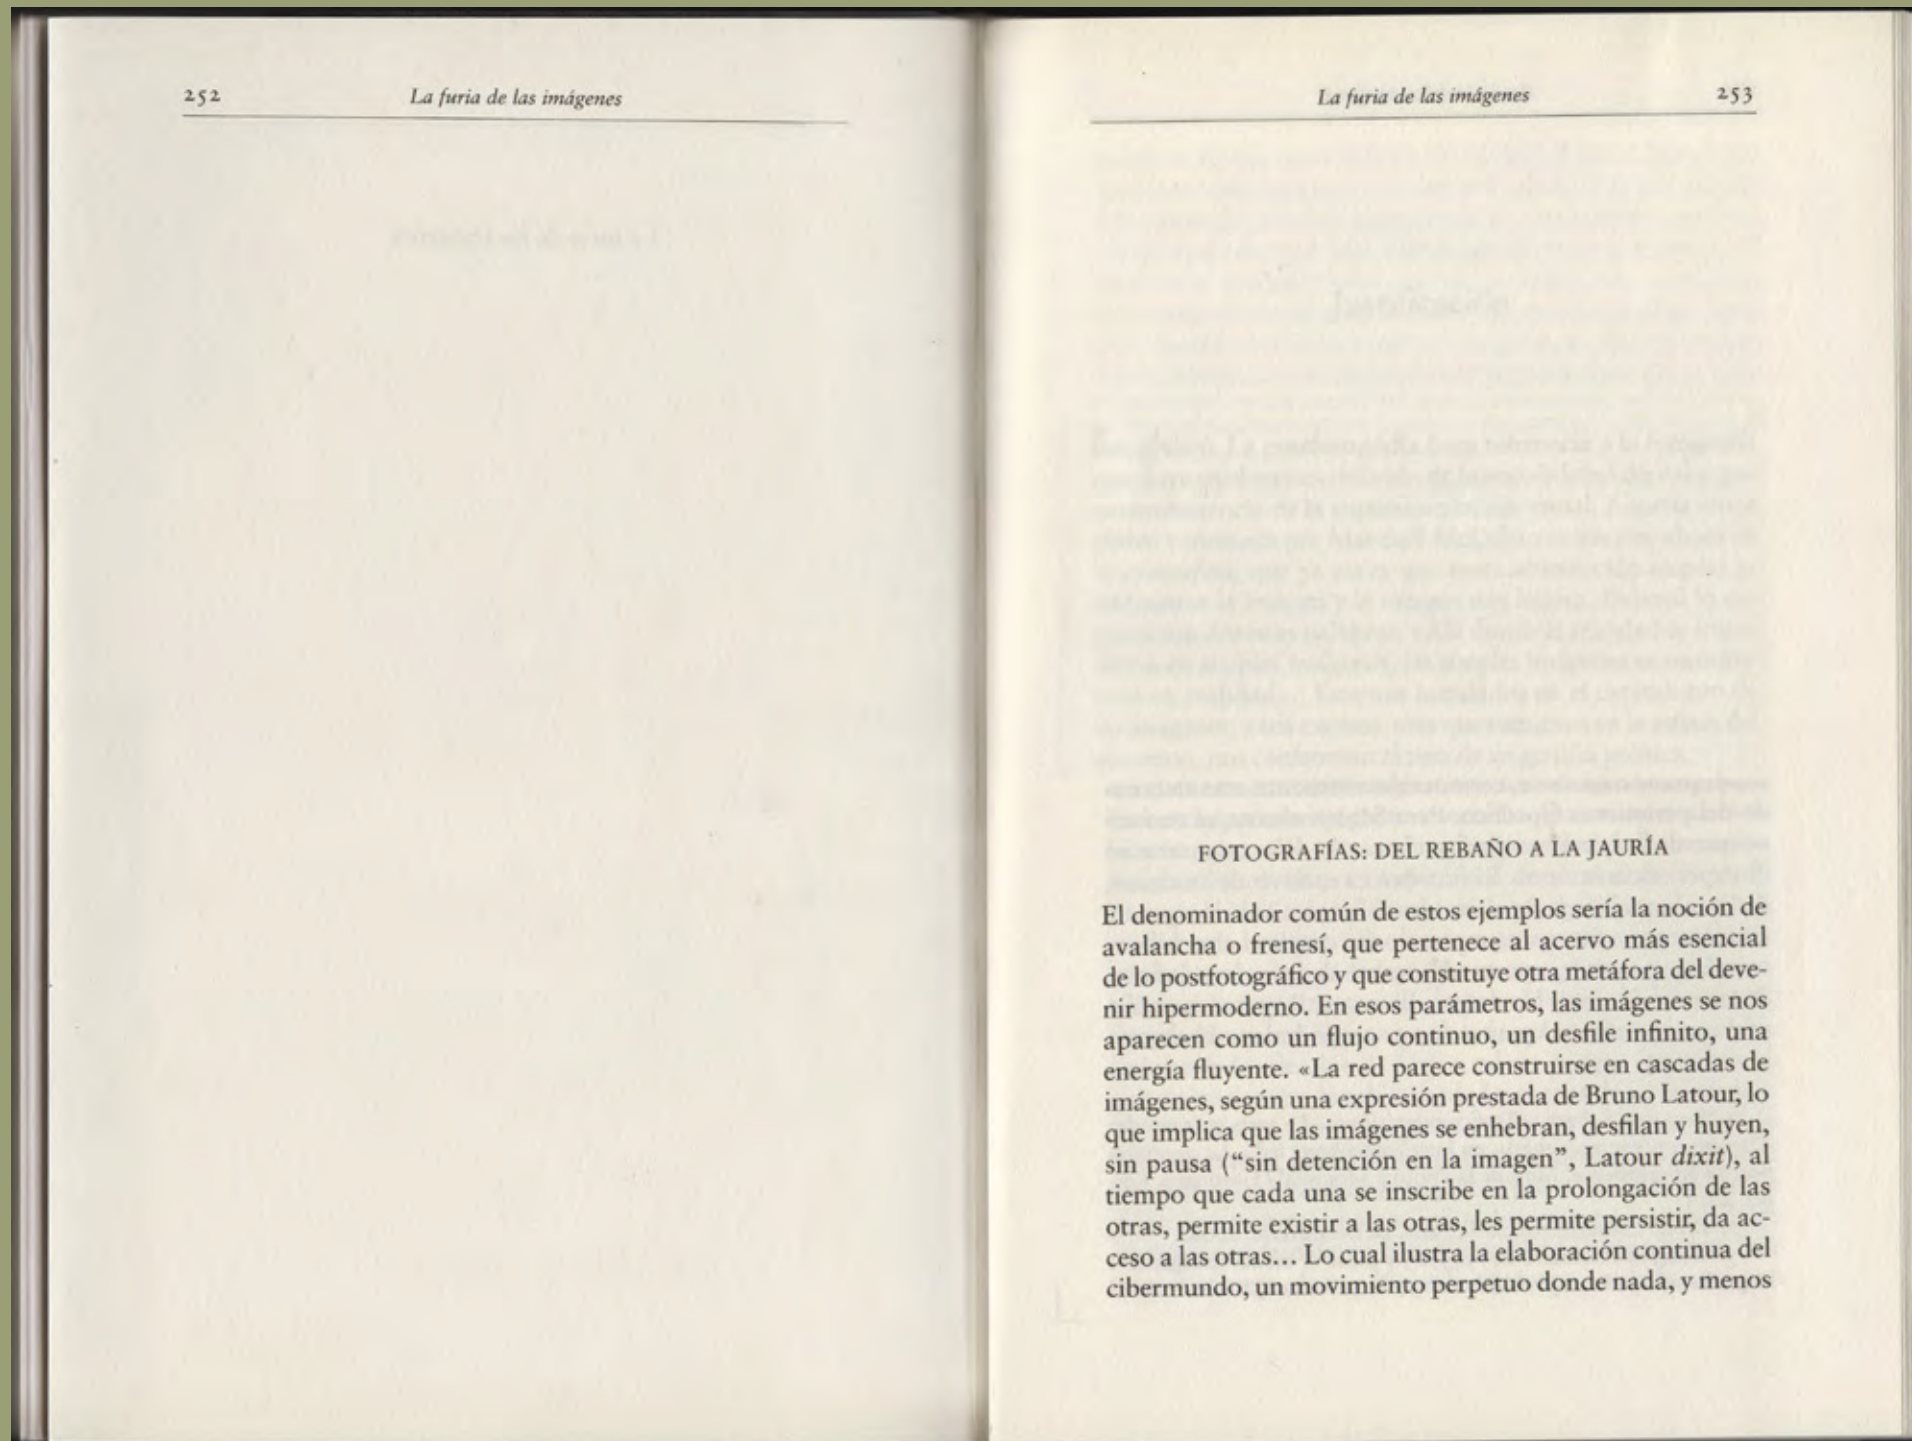 252
La furia de las imágenes
La furia de las imágenes
253
FOTOGRAFÍAS: DEL REBAÑO A LA JAURÍA
El denominador común de estos ejemplos sería la noción de
avalancha o frenesí, que pertenece al acervo más esencial
de lo postfotográfico y que constituye otra metáfora del deve-
nir hipermoderno. En esos parámetros, las imágenes se nos
aparecen como un flujo continuo, un desfile infinito, una
energía fluyente. «La red parece construirse en cascadas de
imágenes, según una expresión prestada de Bruno Latour, lo
que implica que las imágenes se enhebran, desfilan y huyen,
sin pausa (“sin detención en la imagen”, Latour dixit), al
tiempo que cada una se inscribe en la prolongación de las
otras, permite existir a las otras, les permite persistir, da ac-
ceso a las otras... Lo cual ilustra la elaboración continua del
cibermundo, un movimiento perpetuo donde nada, y menos